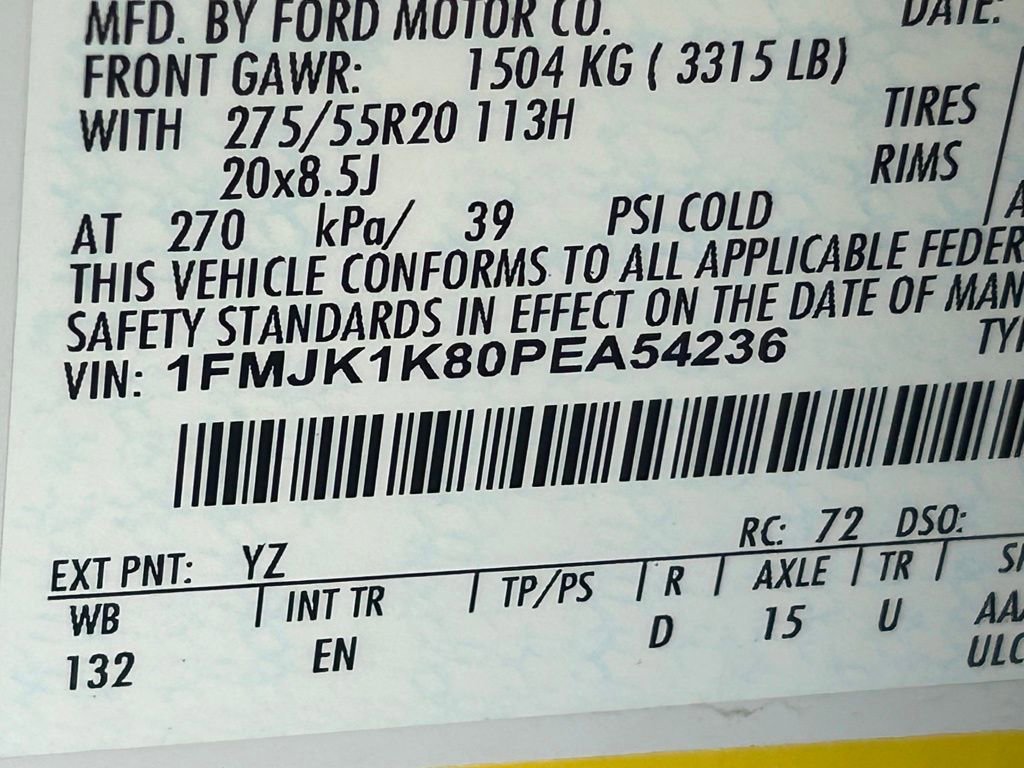 MFD. BY FORD MOTOR CO. DATE:
FRONT GAWR: 1504 KG ( 3315 LB)
WITH 275/55R20 113H TIRES
20x8.5J RIMS
AT 270 kPa/ 39 PSI COLD
THIS VEHICLE CONFORMS TO ALL APPLICABLE FEDER
SAFETY STANDARDS IN EFFECT ON THE DATE OF MAN
VIN: 1FMJK1K80PEA54236 TYP
RC: 72 DSO:
EXT PNT: YZ
WB | INT TR | TP/PS | R | AXLE | TR |
132 EN D 15 U AA
ULC